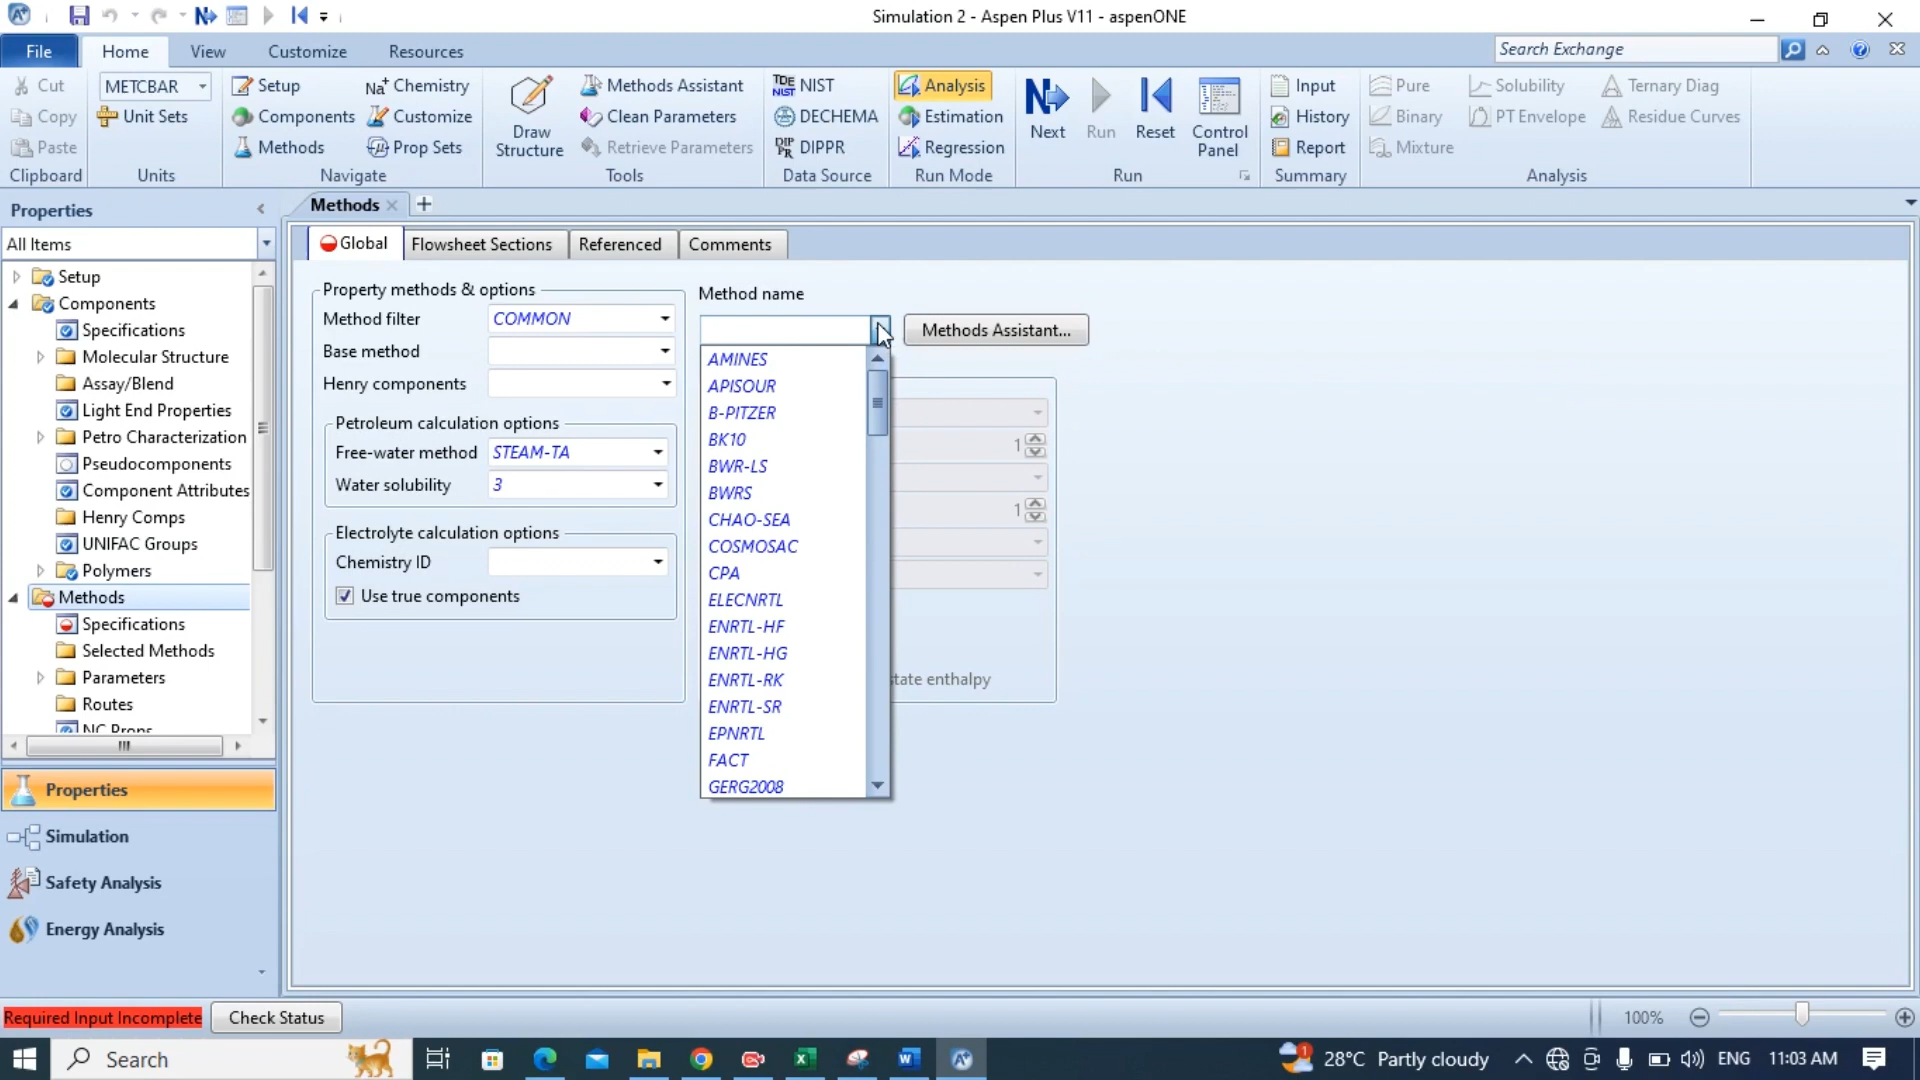 Simulation 2 - Aspen Plus V11 - aspenONE
File Home View Customize Resources
Search Exchange
Cut METCBAR Setup Na+ Chemistry Methods Assistant NIST Analysis Input Pure Solubility Ternary Diag
Copy Unit Sets Components Customize Clean Parameters DECHEMA Estimation History Binary PT Envelope Residue Curves
Paste Methods Prop Sets Draw Structure Retrieve Parameters DIPPR Regression Next Run Reset Control Panel Report Mixture
Clipboard Units Navigate Tools Data Source Run Mode Run Summary Analysis
Properties
All Items
Setup
Components
Specifications
Molecular Structure
Assay/Blend
Light End Properties
Petro Characterization
Pseudocomponents
Component Attributes
Henry Comps
UNIFAC Groups
Polymers
Methods
Specifications
Selected Methods
Parameters
Routes
NC Props
Properties
Simulation
Safety Analysis
Energy Analysis
Methods
Global Flowsheet Sections Referenced Comments
Property methods & options
Method filter COMMON
Base method
Henry components
Petroleum calculation options
Free-water method STEAM-TA
Water solubility 3
Electrolyte calculation options
Chemistry ID
Use true components
Method name
Methods Assistant...
AMINES
APISOUR
B-PITZER
BK10
BWR-LS
BWRS
CHAO-SEA
COSMOSAC
CPA
ELECNRTL
ENRTL-HF
ENRTL-HG
ENRTL-RK
ENRTL-SR
EPNRTL
FACT
GERG2008
1
1
state enthalpy
Required Input Incomplete Check Status 100%
Search 28°C Partly cloudy ENG 11:03 AM